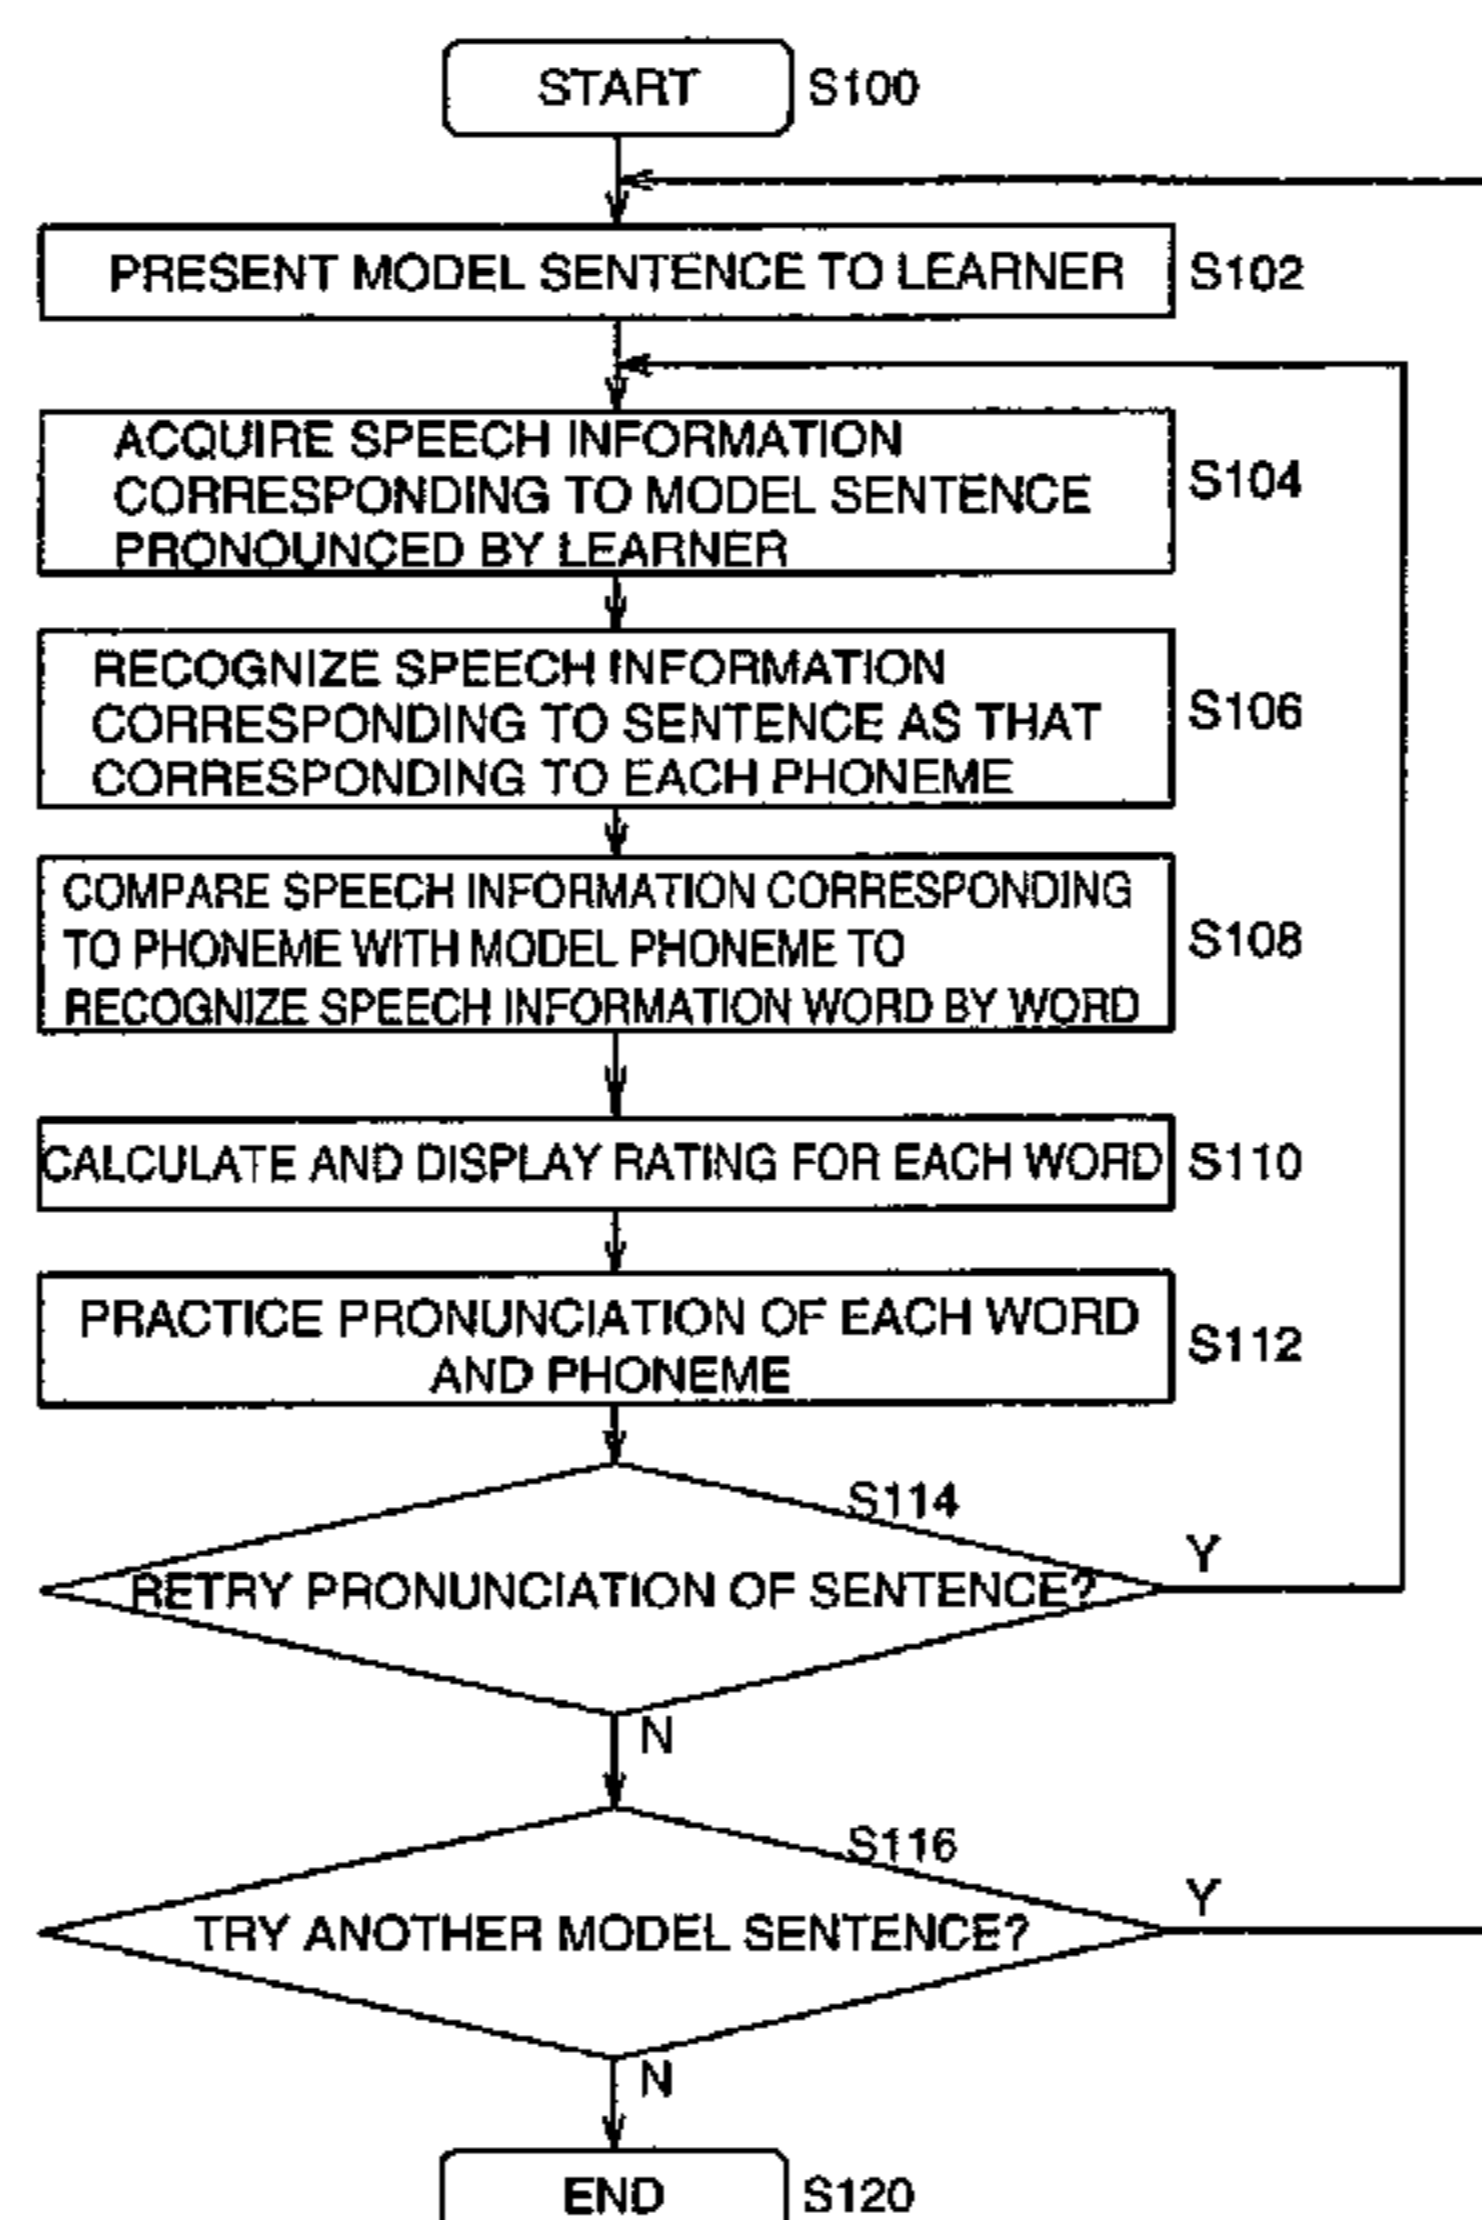 START S100
PRESENT MODEL SENTENCE TO LEARNER S102
ACQUIRE SPEECH INFORMATION
CORRESPONDING TO MODEL SENTENCE
PRONOUNCED BY LEARNER
S104
RECOGNIZE SPEECH INFORMATION
CORRESPONDING TO SENTENCE AS THAT
CORRESPONDING TO EACH PHONEME
S106
COMPARE SPEECH INFORMATION CORRESPONDING
TO PHONEME WITH MODEL PHONEME TO
RECOGNIZE SPEECH INFORMATION WORD BY WORD
S108
CALCULATE AND DISPLAY RATING FOR EACH WORD S110
PRACTICE PRONUNCIATION OF EACH WORD
AND PHONEME
S112
S114
RETRY PRONUNCIATION OF SENTENCE?
Y
N
S116
TRY ANOTHER MODEL SENTENCE?
Y
N
END S120